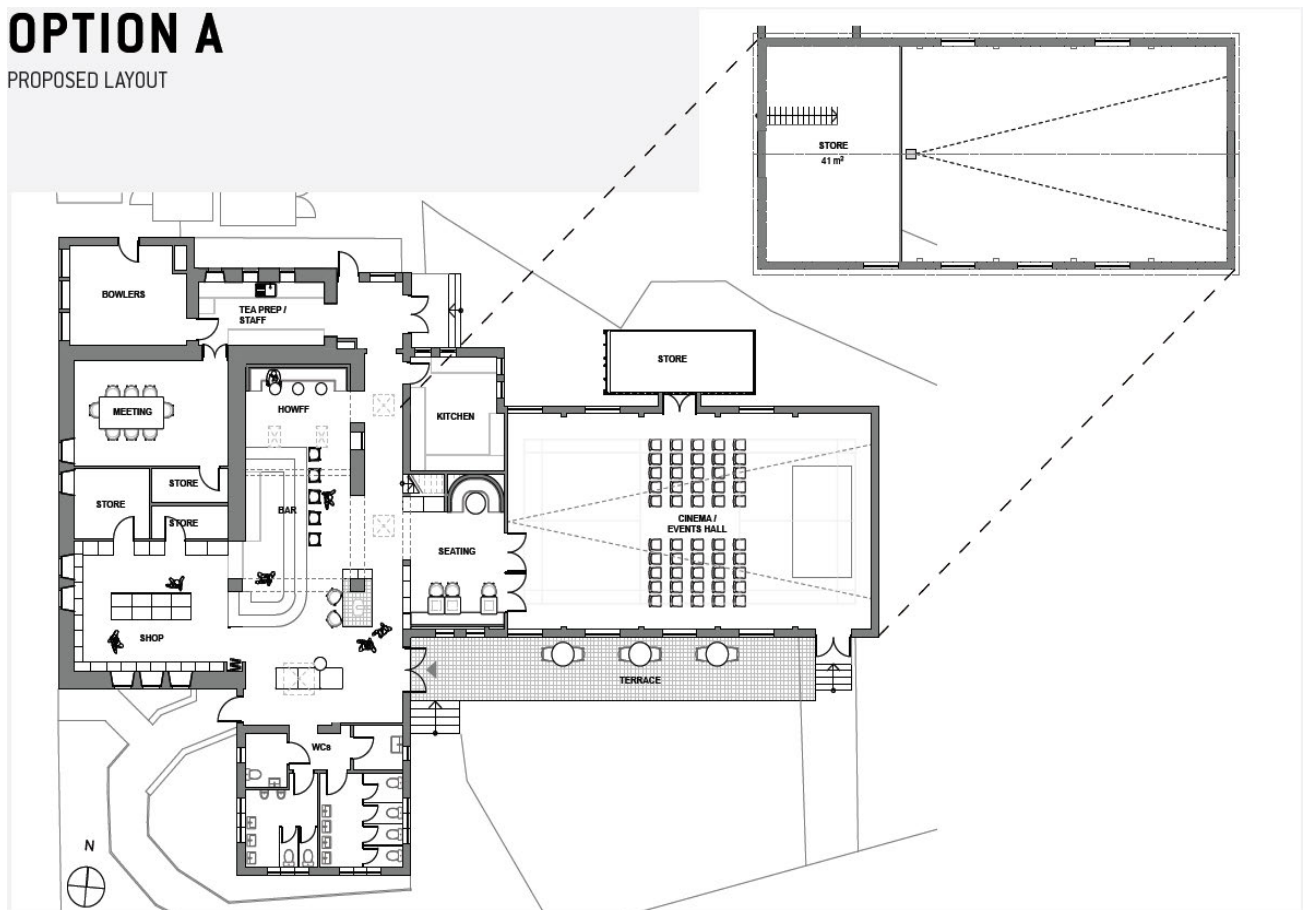 OPTION A
PROPOSED LAYOUT
STORE
41 m²
BOWLERS
TEA PREP /
STAFF
STORE
MEETING
HOWFF
KITCHEN
STORE
STORE
STORE
BAR
CINEMA /
EVENTS HALL
SEATING
SHOP
TERRACE
WCs
N